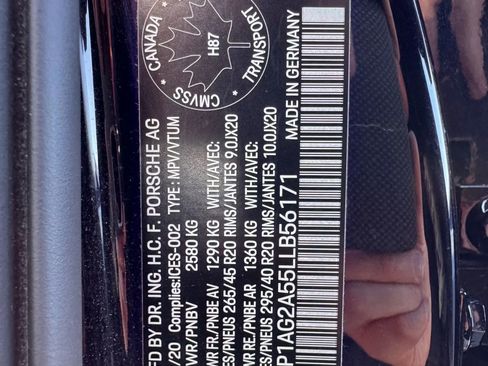 MFD BY DR. ING. H.C. F. PORSCHE AG
/20 Complies:ICES-002 TYPE: MPV/VTUM
WR/PNBV 2580 KG
WR FR/PNBE AV 1290 KG WITH/AVEC:
ES/PNEUS 265/45 R20 RIMS/JANTES 9.0JX20
WR RE/PNBE AR 1360 KG WITH/AVEC:
ES/PNEUS 295/40 R20 RIMS/JANTES 10.0JX20
P1AG2A55LLB56171 MADE IN GERMANY
CANADA
H87
TRANSPORT
CMVSS